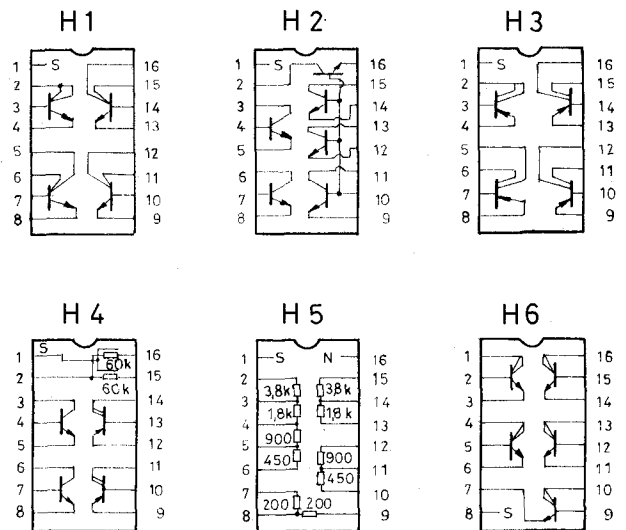 H1 H2 H3
1 S 16 1 S 16 1 S 16
2 15 2 15 2 15
3 14 3 14 3 14
4 13 4 13 4 13
5 12 5 12 5 12
6 11 6 11 6 11
7 10 7 10 7 10
8 9 8 9 8 9
H4 H5 H6
1 S 60k 16 1 S N 16 1 16
2 60k 15 2 3,8k 3,8k 15 2 15
3 14 3 1,8k 1,8k 14 3 14
4 13 4 13 4 13
5 12 5 900 12 5 12
6 11 6 450 900 11 6 11
7 10 7 450 10 7 10
8 9 8 200 200 9 8 S 9